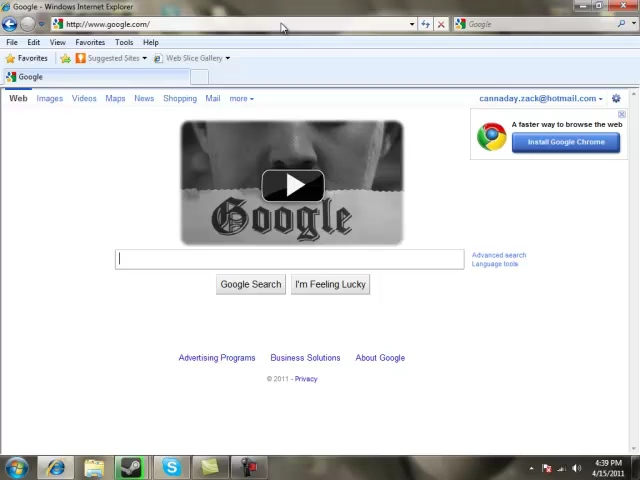 Google - Windows Internet Explorer
http://www.google.com/
Google
File Edit View Favorites Tools Help
Favorites Suggested Sites Web Slice Gallery
Google
Web Images Videos Maps News Shopping Mail more
cannaday.zack@hotmail.com
A faster way to browse the web
Install Google Chrome
Google
Advanced search
Language tools
Google Search I'm Feeling Lucky
Advertising Programs Business Solutions About Google
© 2011 - Privacy
4:39 PM
4/15/2011